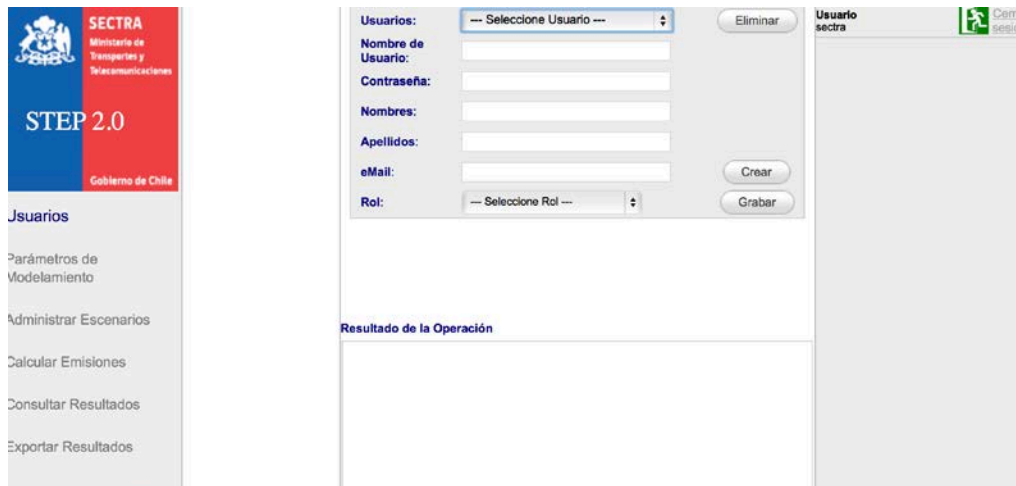 SECTRA
Ministerio de
Transportes y
Telecomunicaciones
STEP 2.0
Gobierno de Chile
Usuarios
Parámetros de
Modelamiento
Administrar Escenarios
Calcular Emisiones
Consultar Resultados
Exportar Resultados
Usuarios: --- Seleccione Usuario --- Eliminar
Nombre de
Usuario:
Contraseña:
Nombres:
Apellidos:
eMail: Crear
Rol: --- Seleccione Rol --- Grabar
Resultado de la Operación
Usuario
sectra